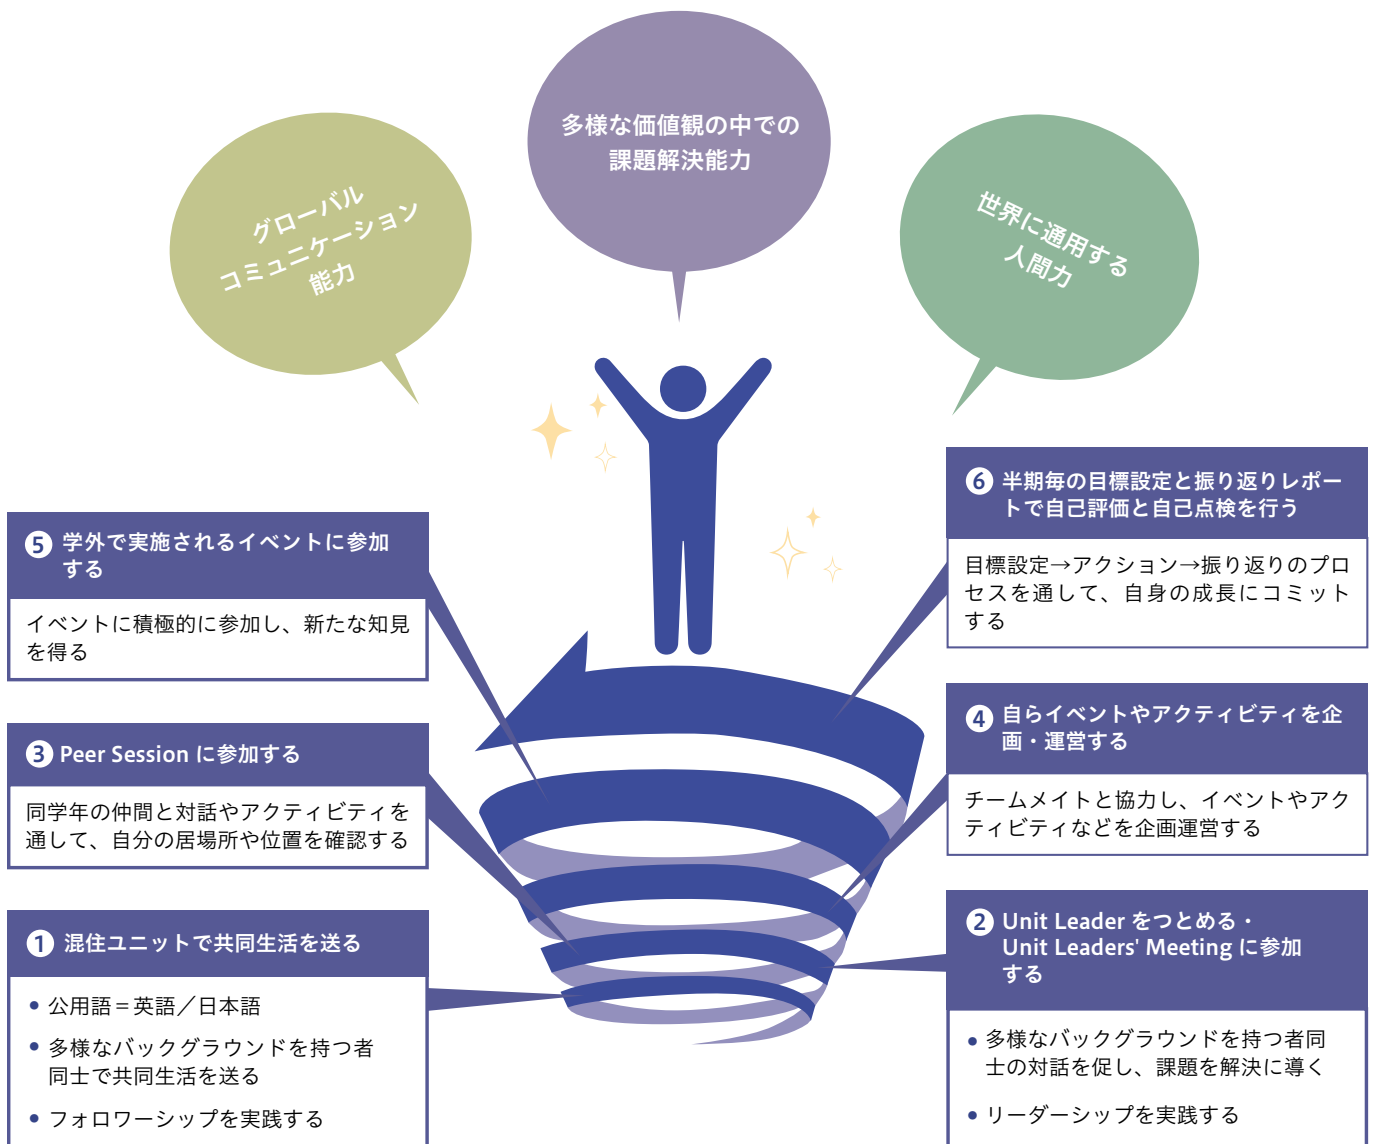 多様な価値観の中での
課題解決能力
グローバル
コミュニケーション
能力
世界に通用する
人間力
❻ 半期毎の目標設定と振り返りレポー
トで自己評価と自己点検を行う
目標設定→アクション→振り返りのプロ
セスを通して、自身の成長にコミット
する
❺ 学外で実施されるイベントに参加
する
イベントに積極的に参加し、新たな知見
を得る
❹ 自らイベントやアクティビティを企
画・運営する
チームメイトと協力し、イベントやアク
ティビティなどを企画運営する
❸ Peer Session に参加する
同学年の仲間と対話やアクティビティを
通して、自分の居場所や位置を確認する
❷ Unit Leader をつとめる・
Unit Leaders' Meeting に参加
する
• 多様なバックグラウンドを持つ者同
士の対話を促し、課題を解決に導く
• リーダーシップを実践する
❶ 混住ユニットで共同生活を送る
• 公用語＝英語／日本語
• 多様なバックグラウンドを持つ者
同士で共同生活を送る
• フォロワーシップを実践する